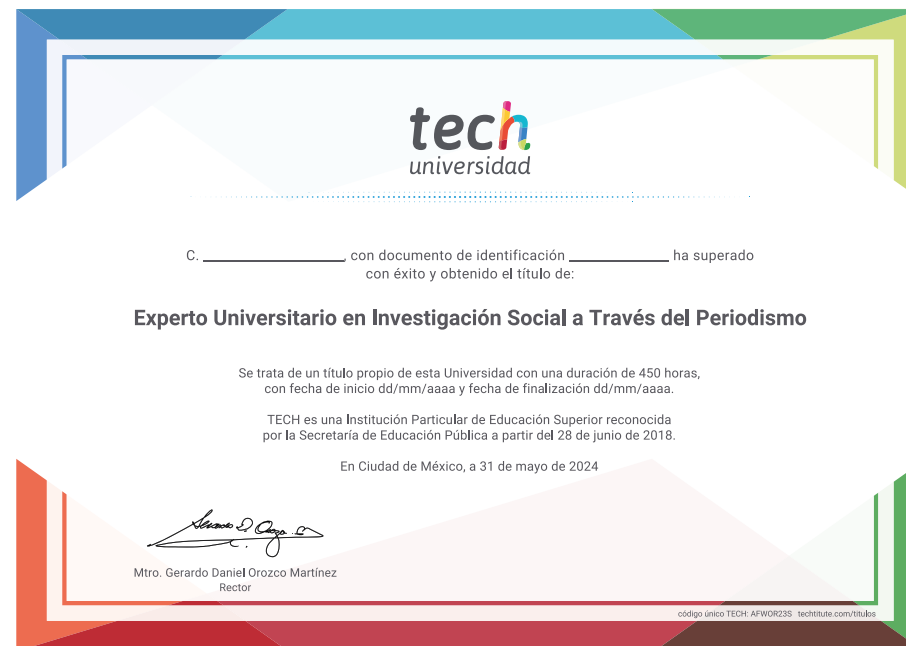 tech
universidad
C. ____________, con documento de identificación ____________ ha superado
con éxito y obtenido el título de:
Experto Universitario en Investigación Social a Través del Periodismo
Se trata de un título propio de esta Universidad con una duración de 450 horas,
con fecha de inicio dd/mm/aaaa y fecha de finalización dd/mm/aaaa.
TECH es una Institución Particular de Educación Superior reconocida
por la Secretaría de Educación Pública a partir del 28 de junio de 2018.
En Ciudad de México, a 31 de mayo de 2024
Mtro. Gerardo Daniel Orozco Martínez
Rector
código único TECH: AFWOR23S techtitute.com/titulos